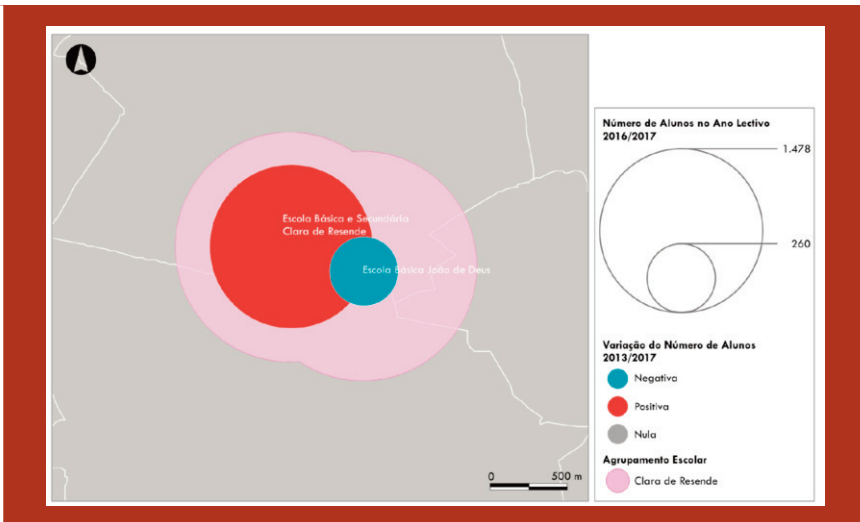 Escola Básica e Secundária
Clara de Resende
Escola Básica João de Deus
0 500 m
Número de Alunos no Ano Lectivo
2016/2017
1.478
260
Variação do Número de Alunos
2013/2017
Negativa
Positiva
Nula
Agrupamento Escolar
Clara de Resende